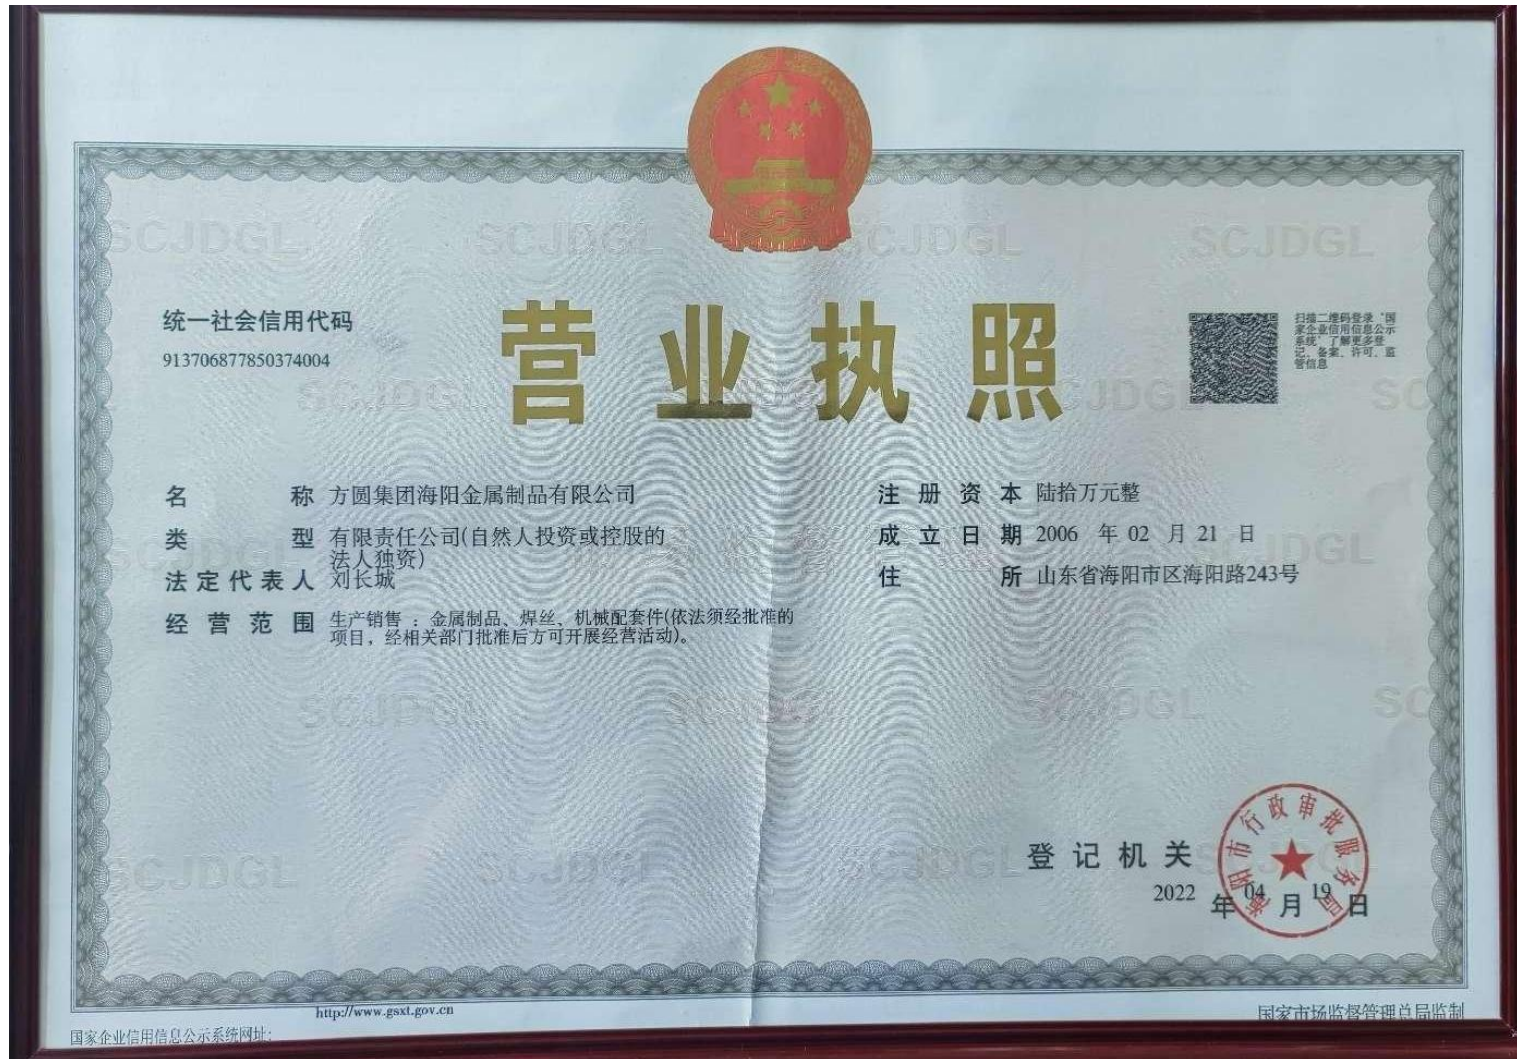 统一社会信用代码
913706877850374004
营业执照
扫描二维码登录‘国
家企业信用信息公示
系统’了解更多登
记、备案、许可、监
管信息
名称 方圆集团海阳金属制品有限公司
类型 有限责任公司(自然人投资或控股的
法人独资)
法定代表人 刘长城
经营范围 生产销售：金属制品、焊丝、机械配套件(依法须经批准的
项目，经相关部门批准后方可开展经营活动)。
注册资本 陆拾万元整
成立日期 2006 年 02 月 21 日
住所 山东省海阳市区海阳路243号
登记机关
海阳市行政审批服务局
2022 年 04 月 19 日
http://www.gsxt.gov.cn
国家企业信用信息公示系统网址:
国家市场监督管理总局监制
SCJDGL